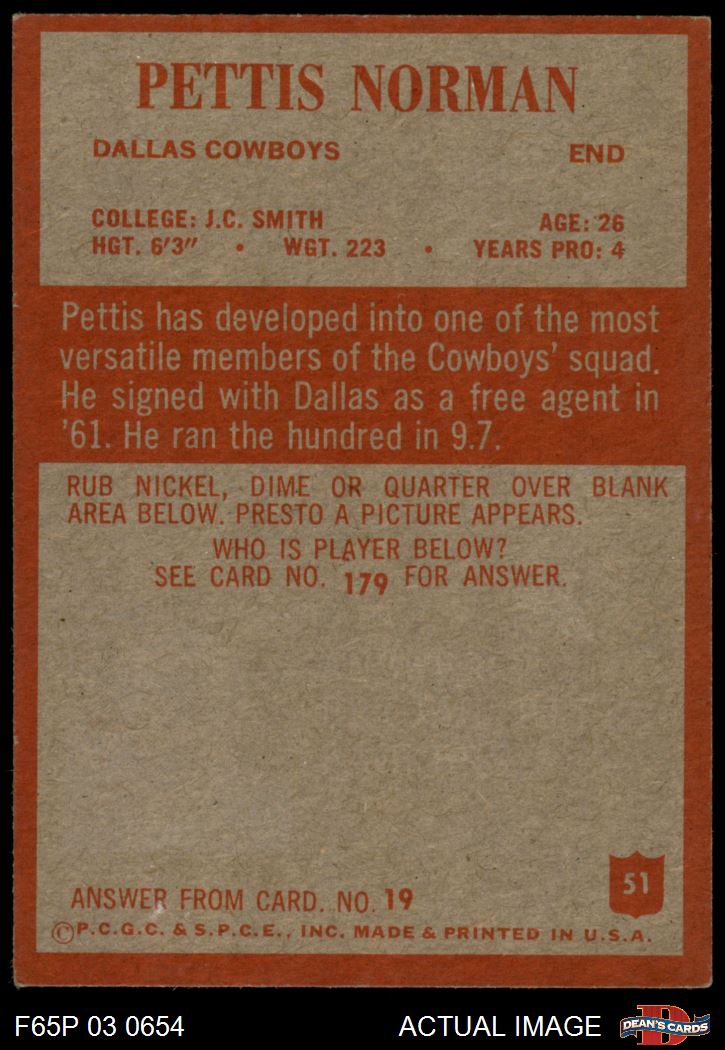 PETTIS NORMAN
DALLAS COWBOYS END
COLLEGE: J.C. SMITH AGE: 26
HGT. 6'3" • WGT. 223 • YEARS PRO: 4
Pettis has developed into one of the most
versatile members of the Cowboys' squad.
He signed with Dallas as a free agent in
'61. He ran the hundred in 9.7.
RUB NICKEL, DIME OR QUARTER OVER BLANK
AREA BELOW. PRESTO A PICTURE APPEARS.
WHO IS PLAYER BELOW?
SEE CARD NO. 179 FOR ANSWER.
51
ANSWER FROM CARD. NO. 19
©P.C.G.C. & S.P.C.E., INC. MADE & PRINTED IN U.S.A.
F65P 03 0654 ACTUAL IMAGE D DEAN'S CARDS